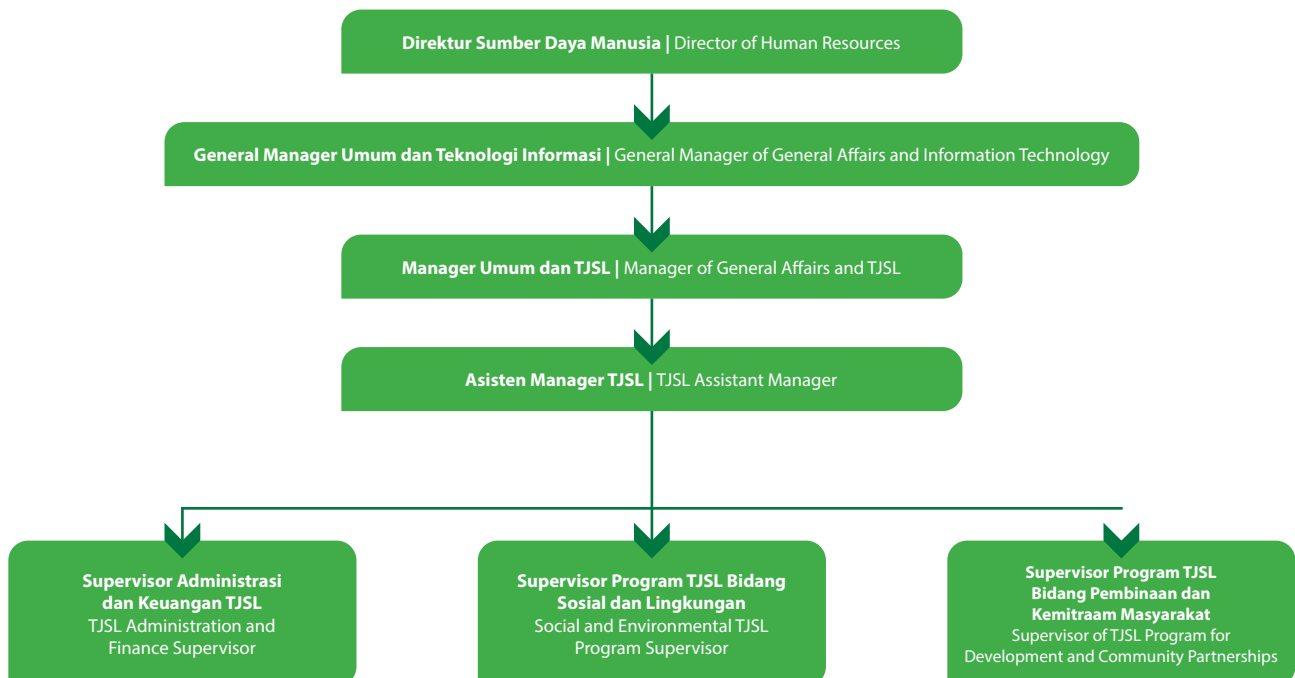 Direktur Sumber Daya Manusia | Director of Human Resources
General Manager Umum dan Teknologi Informasi | General Manager of General Affairs and Information Technology
Manager Umum dan TJSL | Manager of General Affairs and TJSL
Asisten Manager TJSL | TJSL Assistant Manager
Supervisor Administrasi
dan Keuangan TJSL
TJSL Administration and
Finance Supervisor
Supervisor Program TJSL Bidang
Sosial dan Lingkungan
Social and Environmental TJSL
Program Supervisor
Supervisor Program TJSL
Bidang Pembinaan dan
Kemitraam Masyarakat
Supervisor of TJSL Program for
Development and Community Partnerships